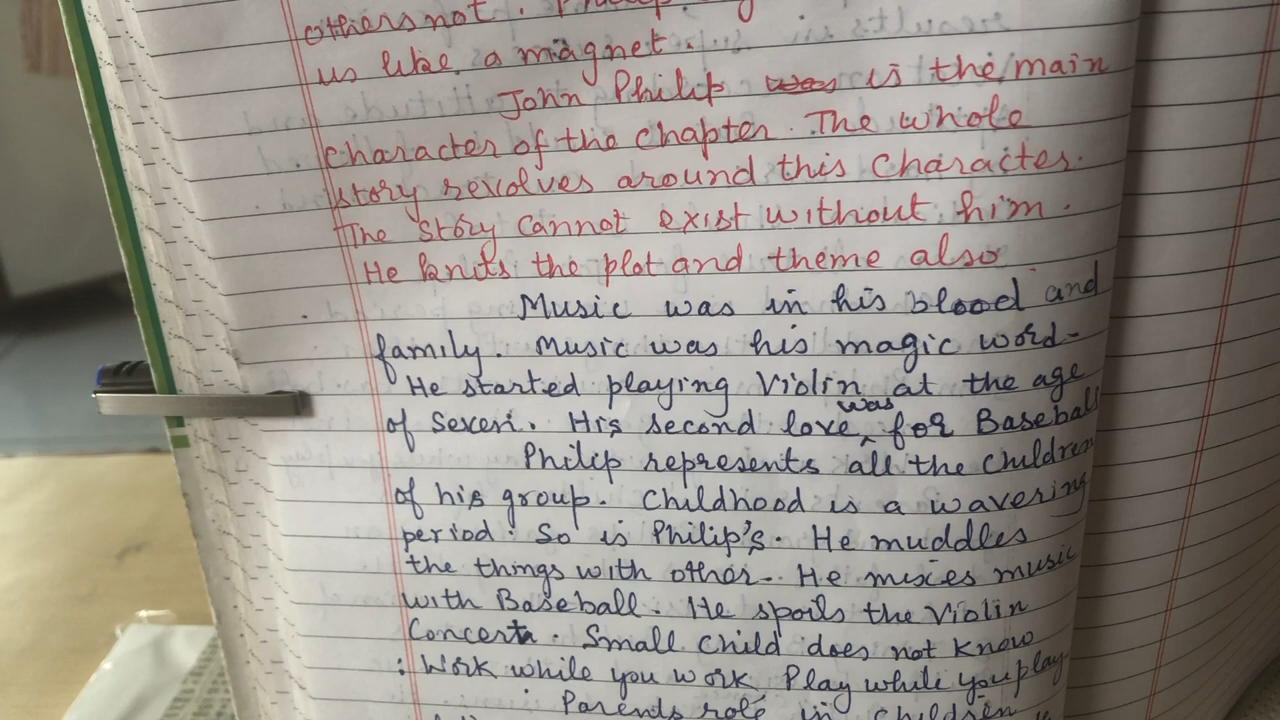 others not.
us like a magnet.
John Philip was is the main
character of the chapter. The whole
story revolves around this Character.
The story Cannot exist without him.
He knits the plot and theme also
Music was in his blood and
family. Music was his magic word-
He started playing Violin at the age
of Seven. His second love, was for Baseball
Philip represents all the Children
of his group. Childhood is a wavering
period. So is Philip's. He muddles
the things with other. He mixies music
with Baseball. He spoils the Violin
Concert. Small Child does not Know
: Work while you work Play while you play
Parents role in children